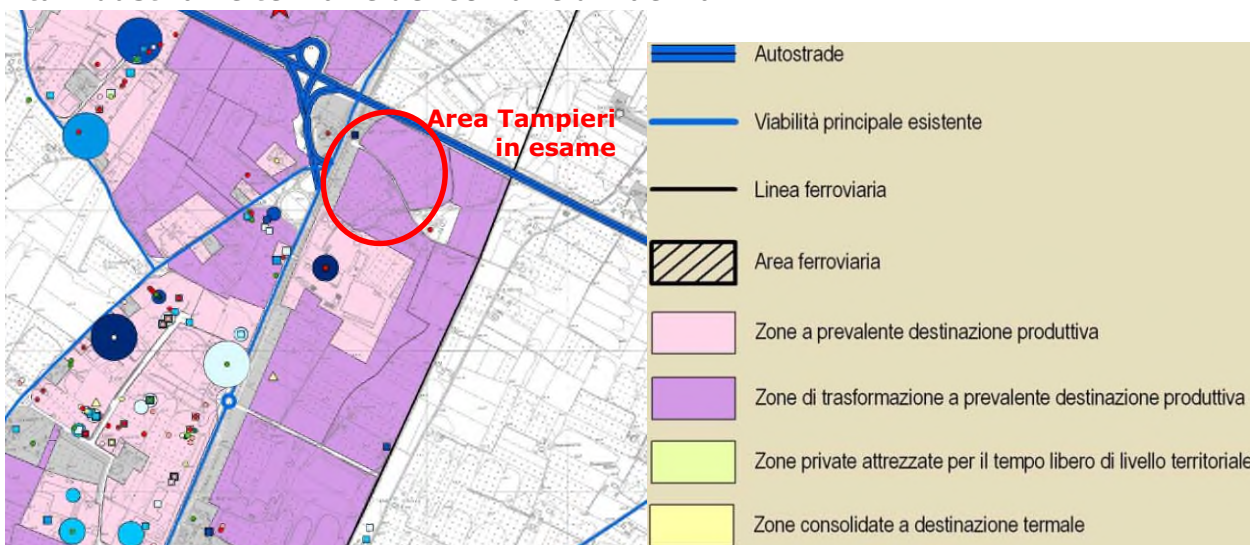 Area Tampieri
in esame
Autostrade
Viabilità principale esistente
Linea ferroviaria
Area ferroviaria
Zone a prevalente destinazione produttiva
Zone di trasformazione a prevalente destinazione produttiva
Zone private attrezzate per il tempo libero di livello territoriale
Zone consolidate a destinazione termale